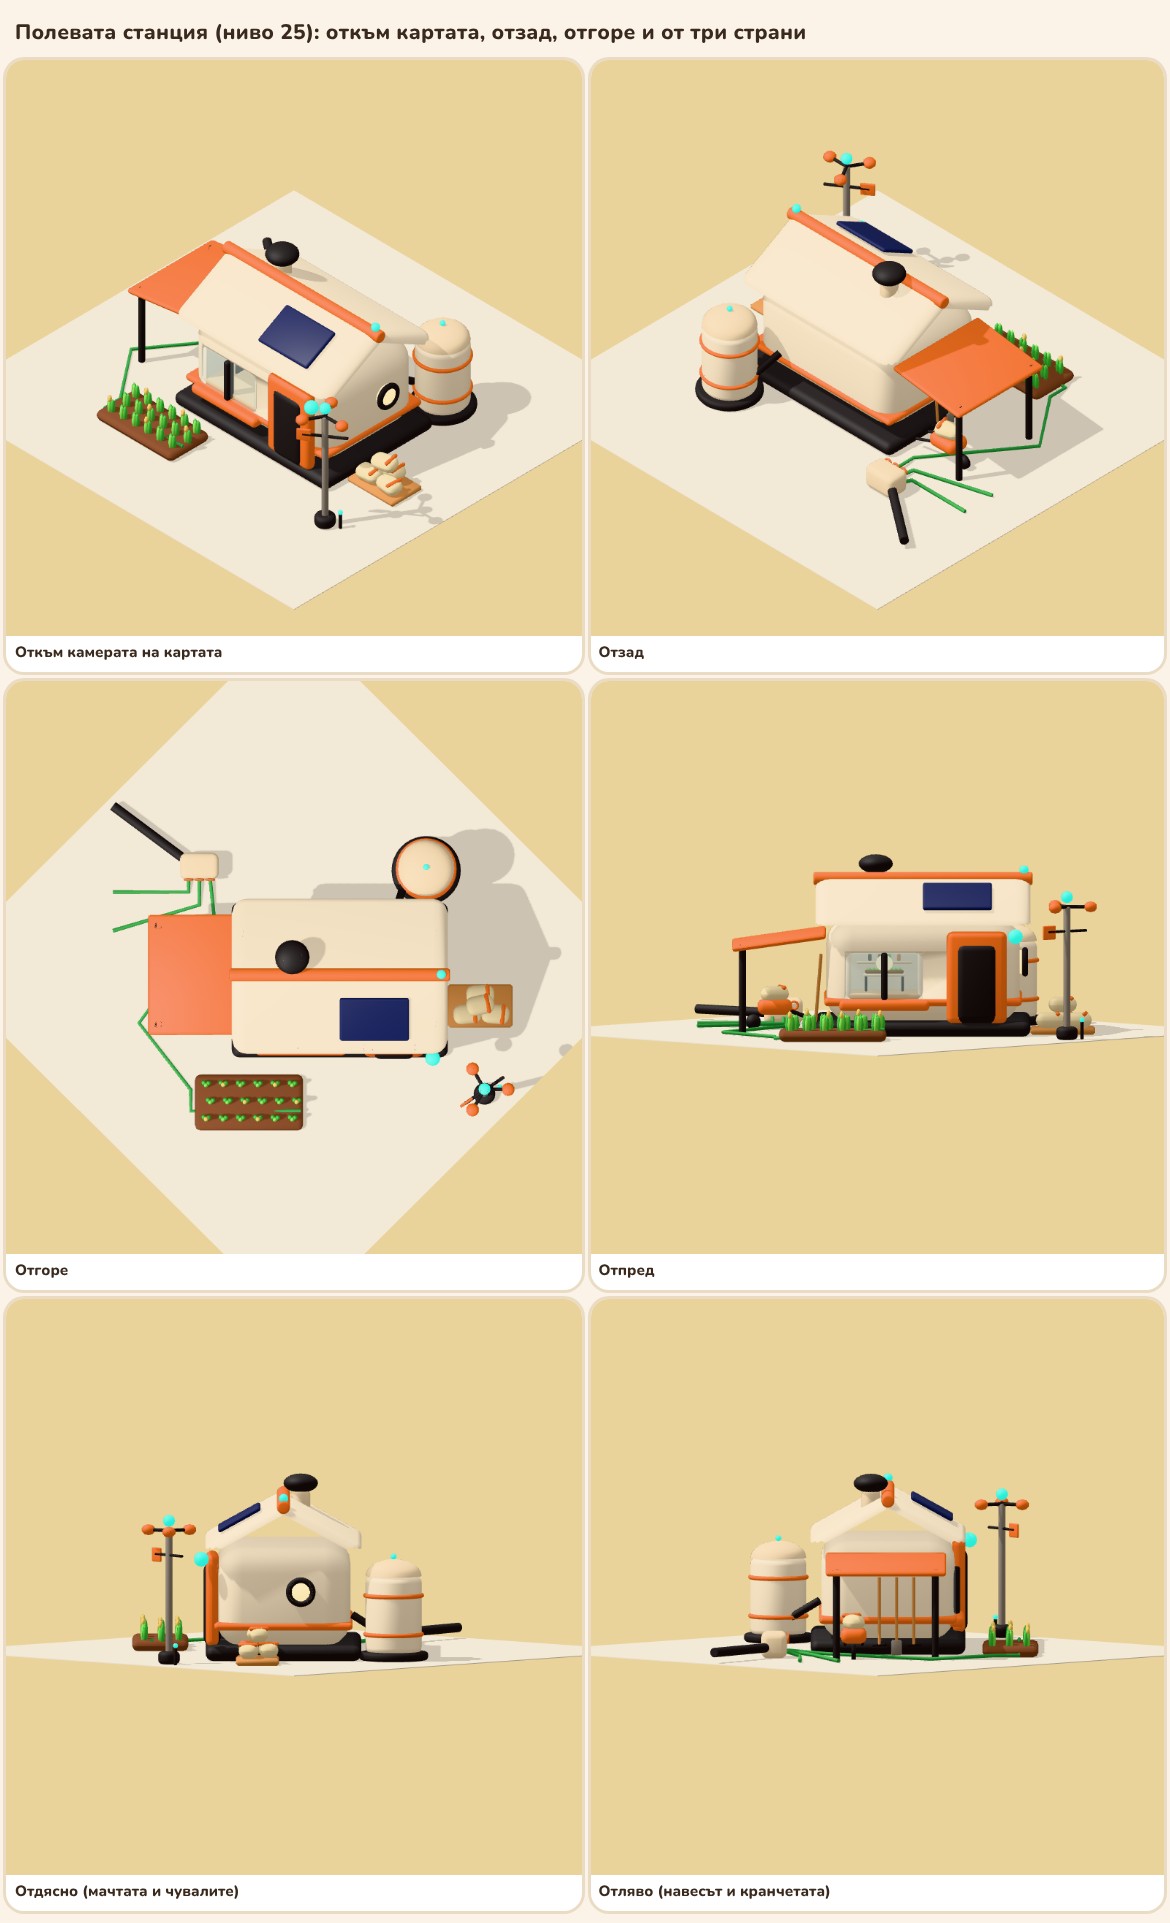 Полевата станция (ниво 25): откъм картата, отзад, отгоре и от три страни
Откъм камерата на картата
Отзад
Отгоре
Отпред
Отдясно (мачтата и чувалите)
Отляво (навесът и кранчетата)